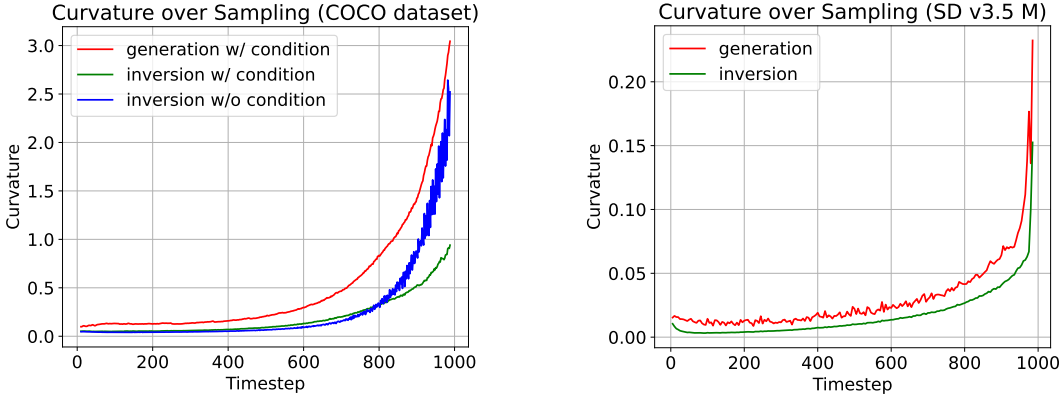 Curvature over Sampling (COCO dataset)
3.0
2.5
2.0
1.5
1.0
0.5
0.0
Curvature
generation w/ condition
inversion w/ condition
inversion w/o condition
0 200 400 600 800 1000
Timestep
Curvature over Sampling (SD v3.5 M)
0.20
0.15
0.10
0.05
0.00
Curvature
generation
inversion
0 200 400 600 800 1000
Timestep